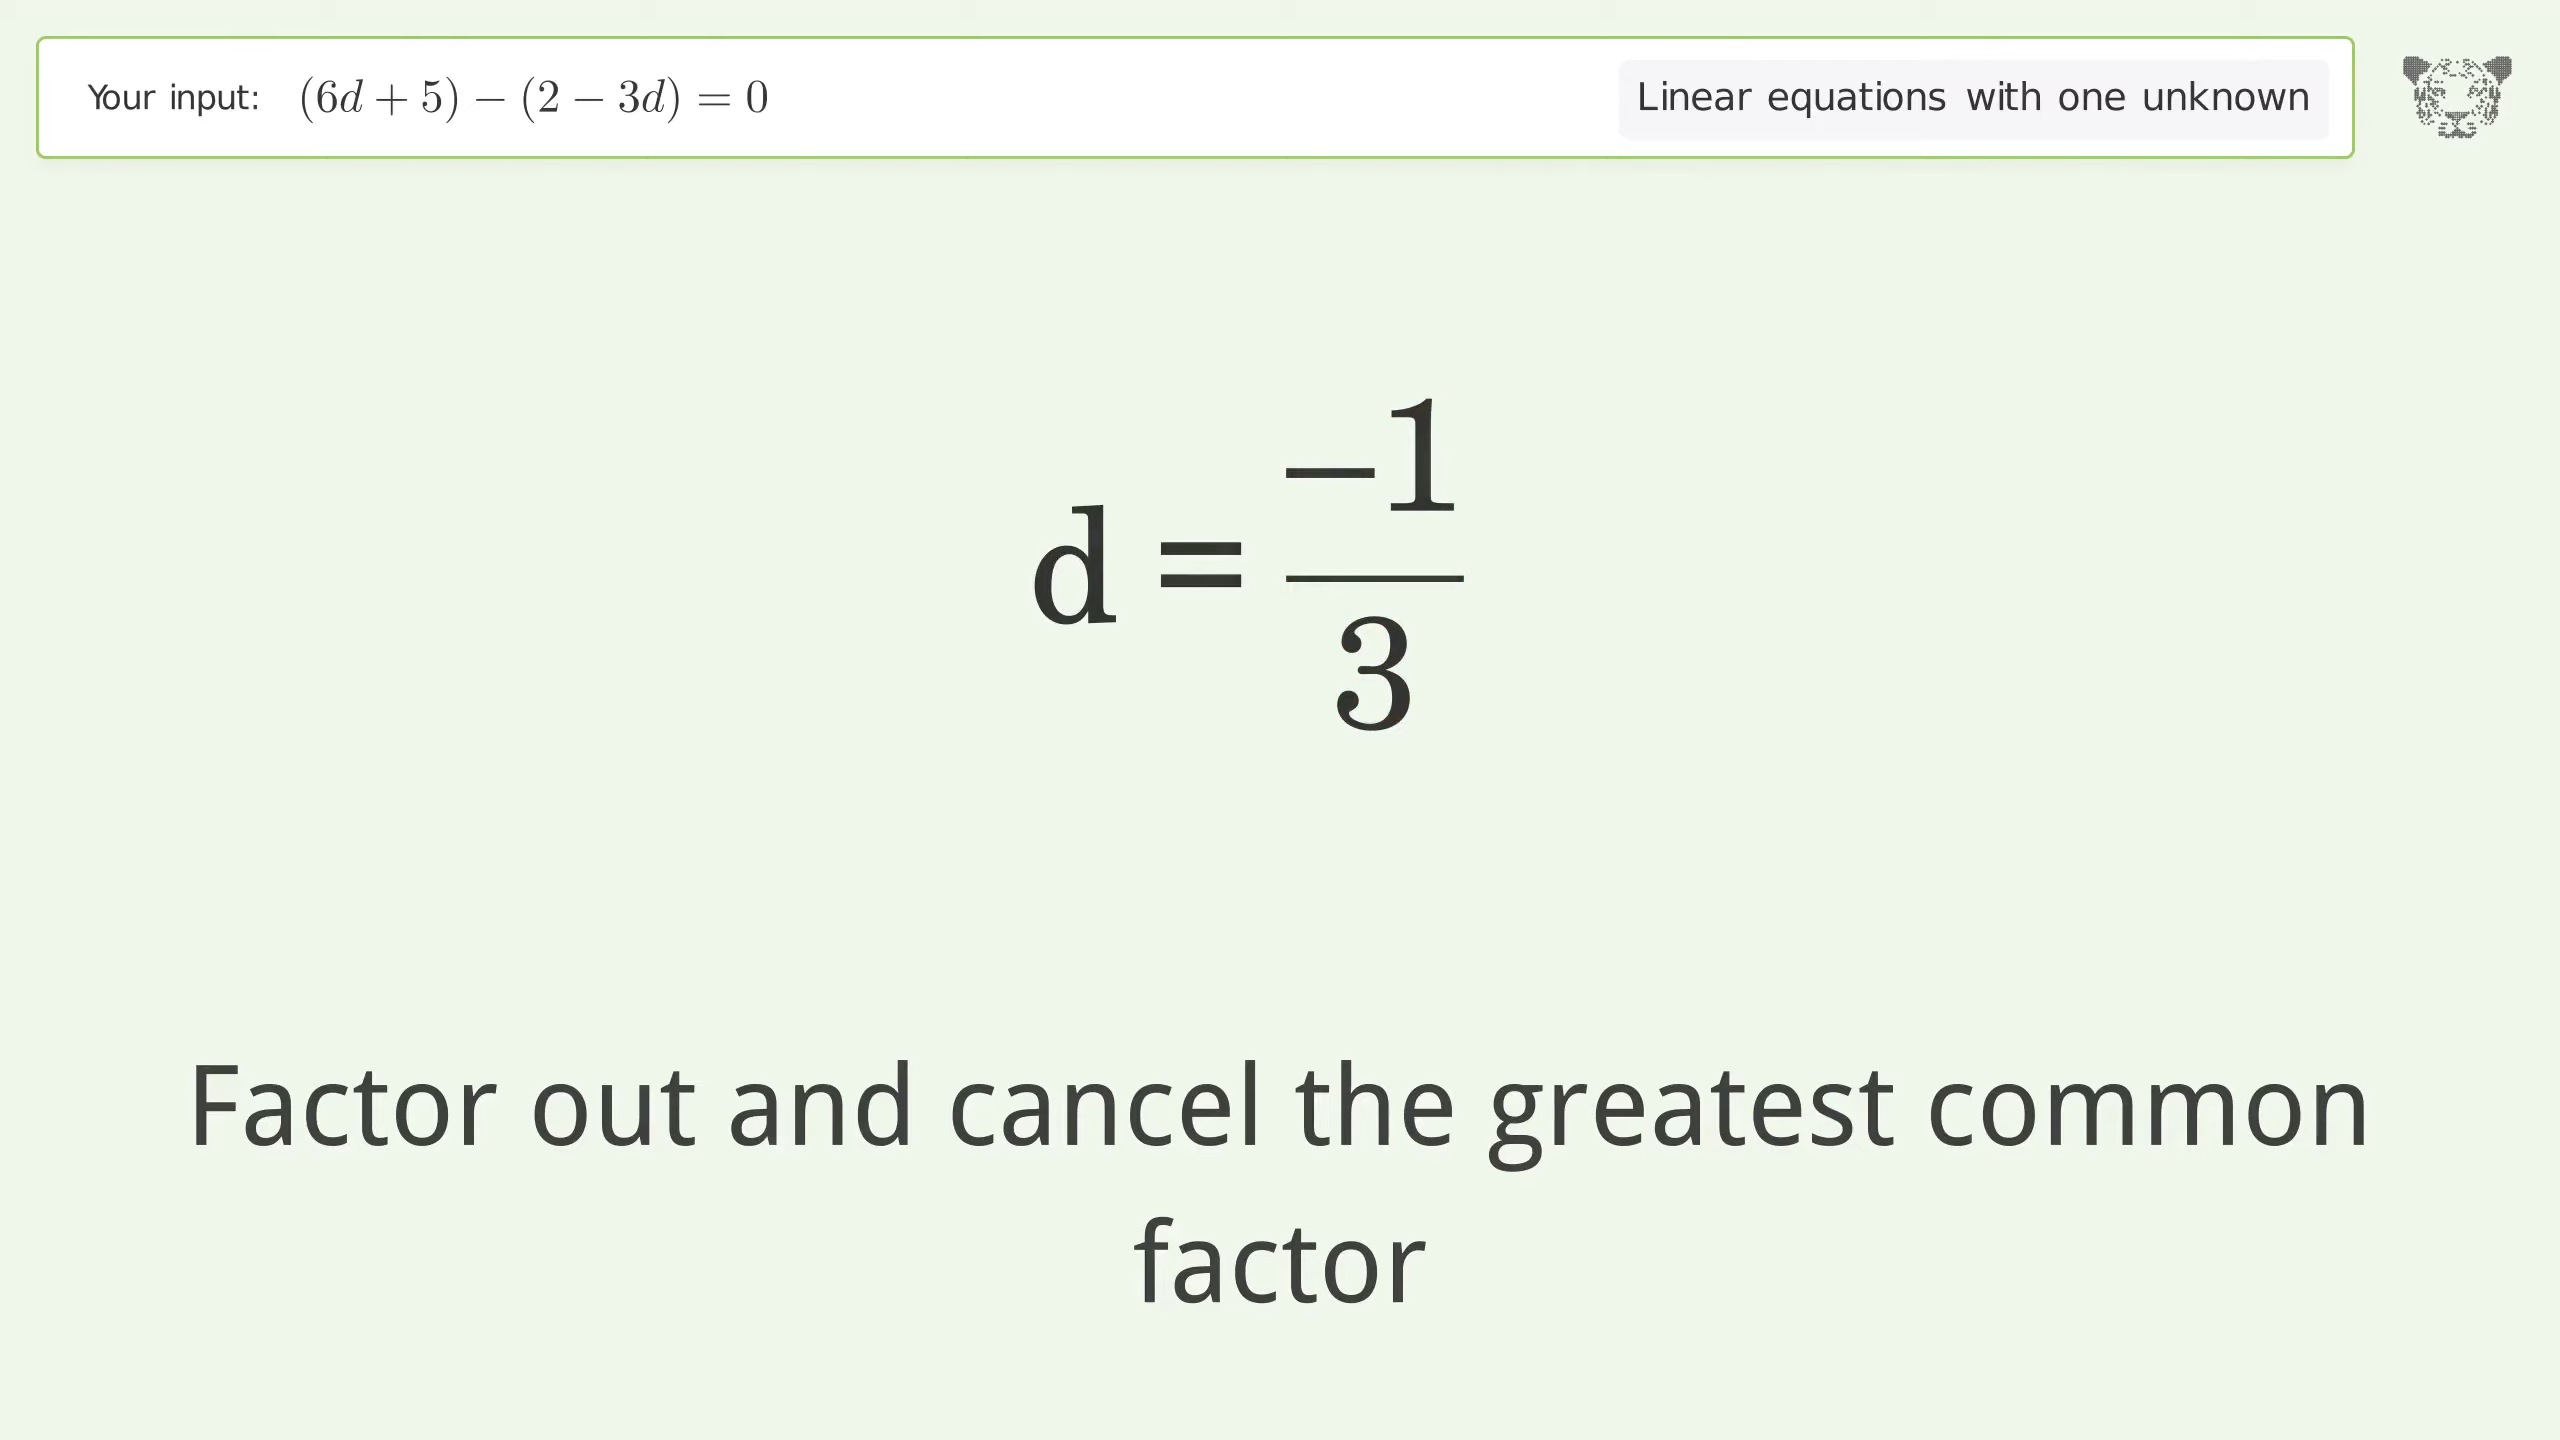 Your input: (6d + 5) − (2 − 3d) = 0
Linear equations with one unknown
d = −1/3
Factor out and cancel the greatest common
factor